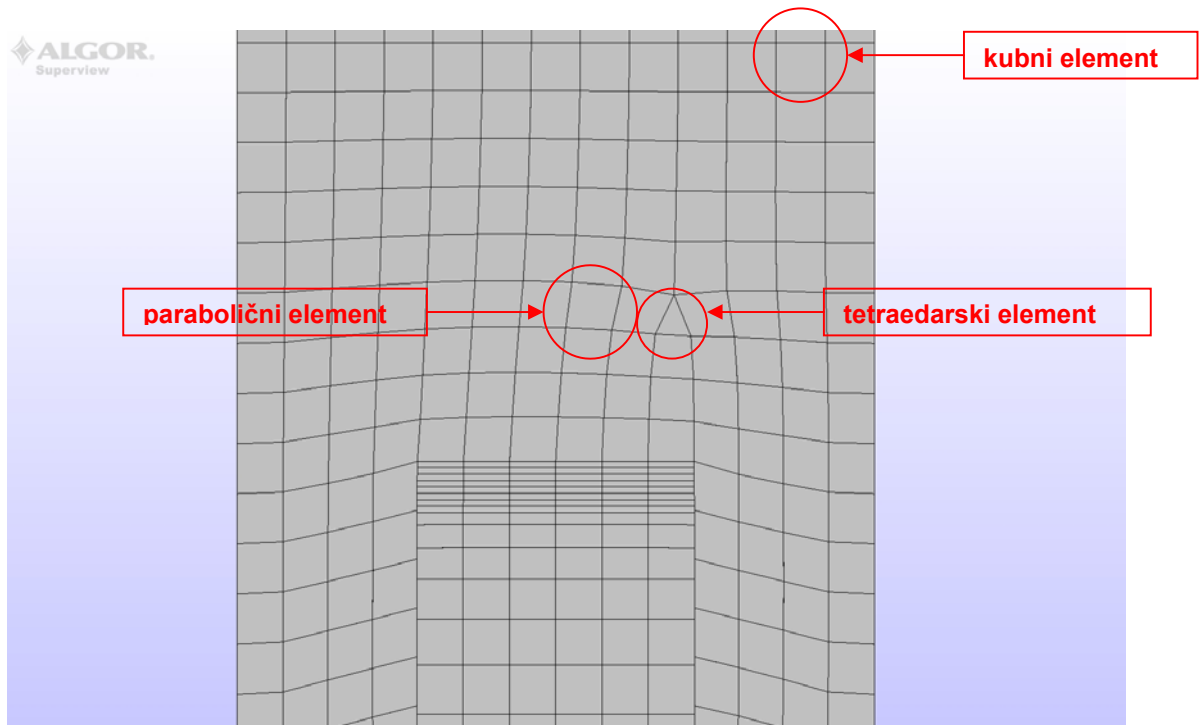 ALGOR.
Superview
kubni element
parabolični element
tetraedarski element